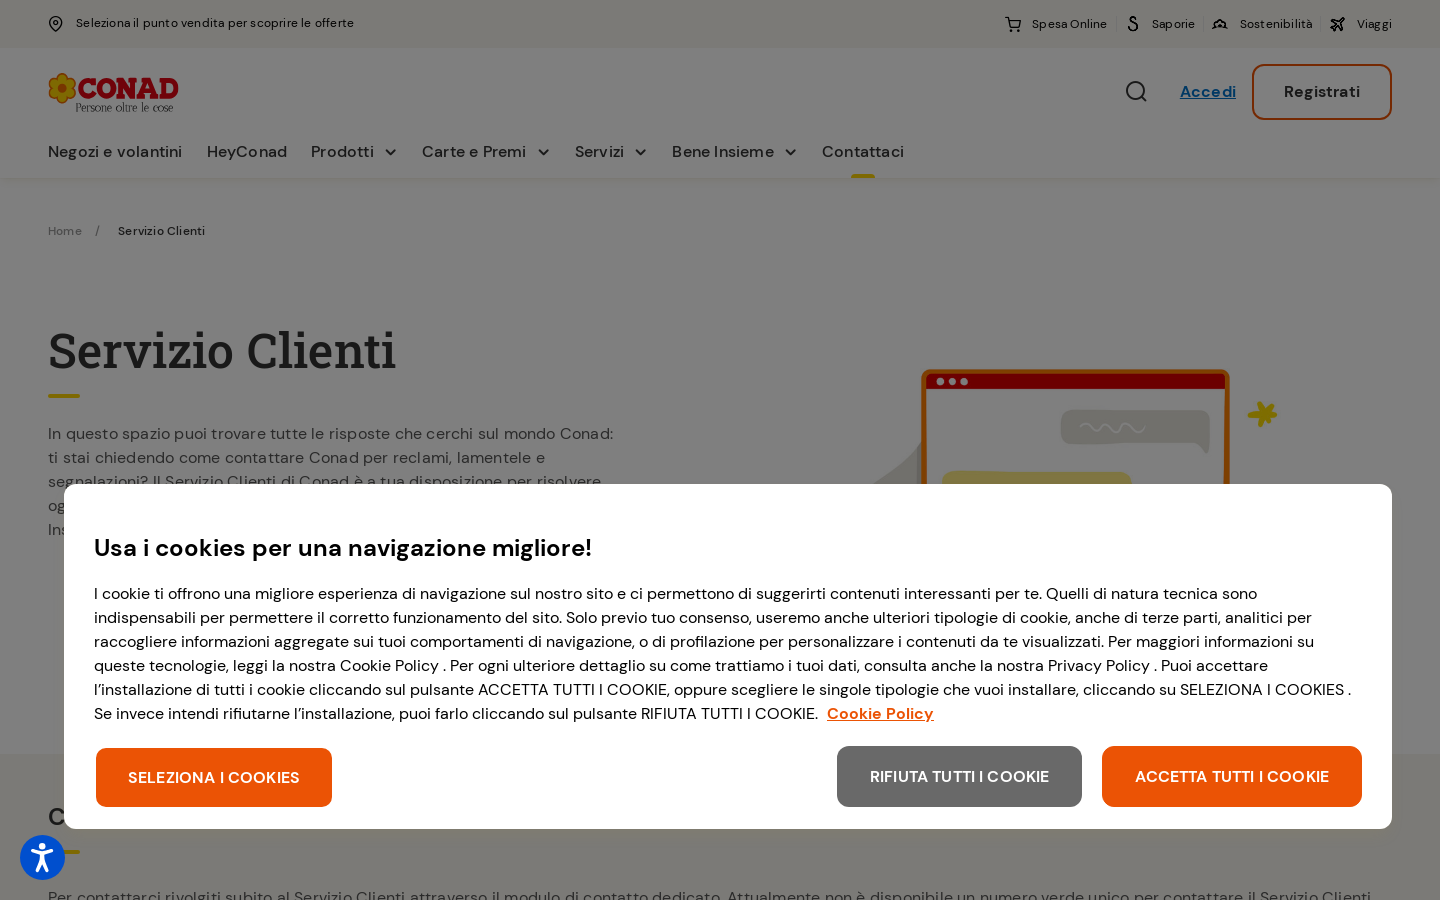 Seleziona il punto vendita per scoprire le offerte
Spesa Online
Saporie
Sostenibilità
Viaggi
CONAD
Persone oltre le cose
Accedi
Registrati
Negozi e volantini
HeyConad
Prodotti
Carte e Premi
Servizi
Bene Insieme
Contattaci
Home / Servizio Clienti
Servizio Clienti
In questo spazio puoi trovare tutte le risposte che cerchi sul mondo Conad:
ti stai chiedendo come contattare Conad per reclami, lamentele e
segnalazioni? Il Servizio Clienti di Conad è a tua disposizione per risolvere
Usa i cookies per una navigazione migliore!
I cookie ti offrono una migliore esperienza di navigazione sul nostro sito e ci permettono di suggerirti contenuti interessanti per te. Quelli di natura tecnica sono
indispensabili per permettere il corretto funzionamento del sito. Solo previo tuo consenso, useremo anche ulteriori tipologie di cookie, anche di terze parti, analitici per
raccogliere informazioni aggregate sui tuoi comportamenti di navigazione, o di profilazione per personalizzare i contenuti da te visualizzati. Per maggiori informazioni su
queste tecnologie, leggi la nostra Cookie Policy . Per ogni ulteriore dettaglio su come trattiamo i tuoi dati, consulta anche la nostra Privacy Policy . Puoi accettare
l’installazione di tutti i cookie cliccando sul pulsante ACCETTA TUTTI I COOKIE, oppure scegliere le singole tipologie che vuoi installare, cliccando su SELEZIONA I COOKIES .
Se invece intendi rifiutarne l’installazione, puoi farlo cliccando sul pulsante RIFIUTA TUTTI I COOKIE. Cookie Policy
SELEZIONA I COOKIES
RIFIUTA TUTTI I COOKIE
ACCETTA TUTTI I COOKIE
Per contattarci rivolgiti subito al Servizio Clienti attraverso il modulo di contatto dedicato. Attualmente non è disponibile un numero verde unico per contattare il Servizio Clienti